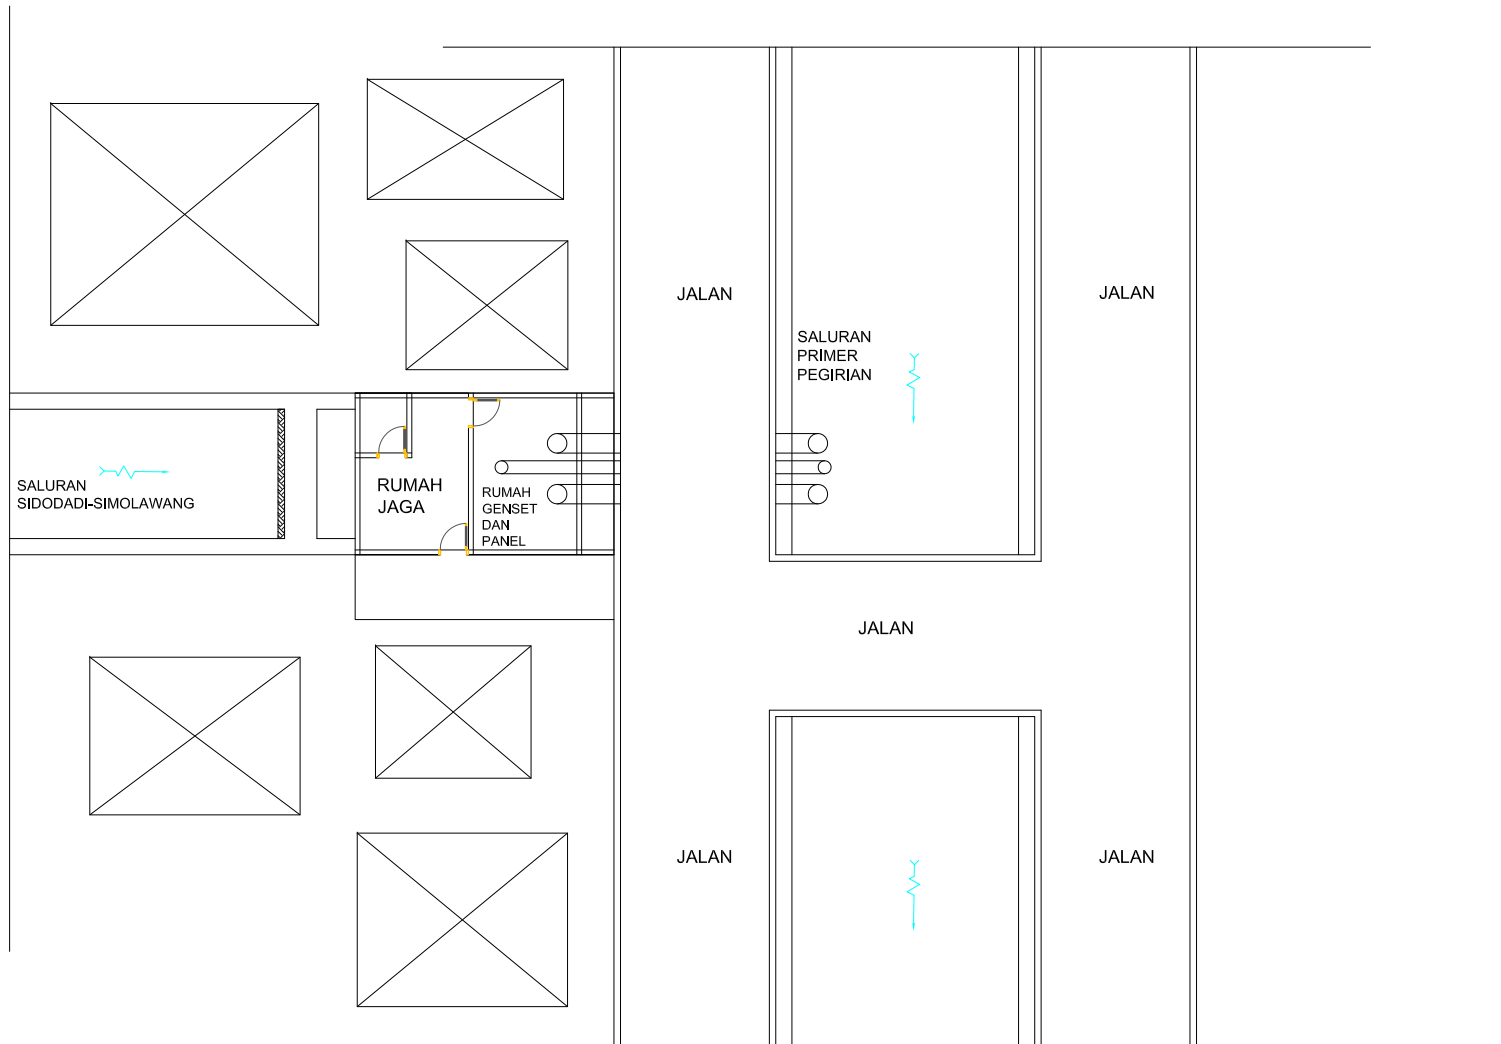 JALAN
JALAN
SALURAN
PRIMER
PEGIRIAN
SALURAN
SIDODADI-SIMOLAWANG
RUMAH
JAGA
RUMAH
GENSET
DAN
PANEL
JALAN
JALAN
JALAN